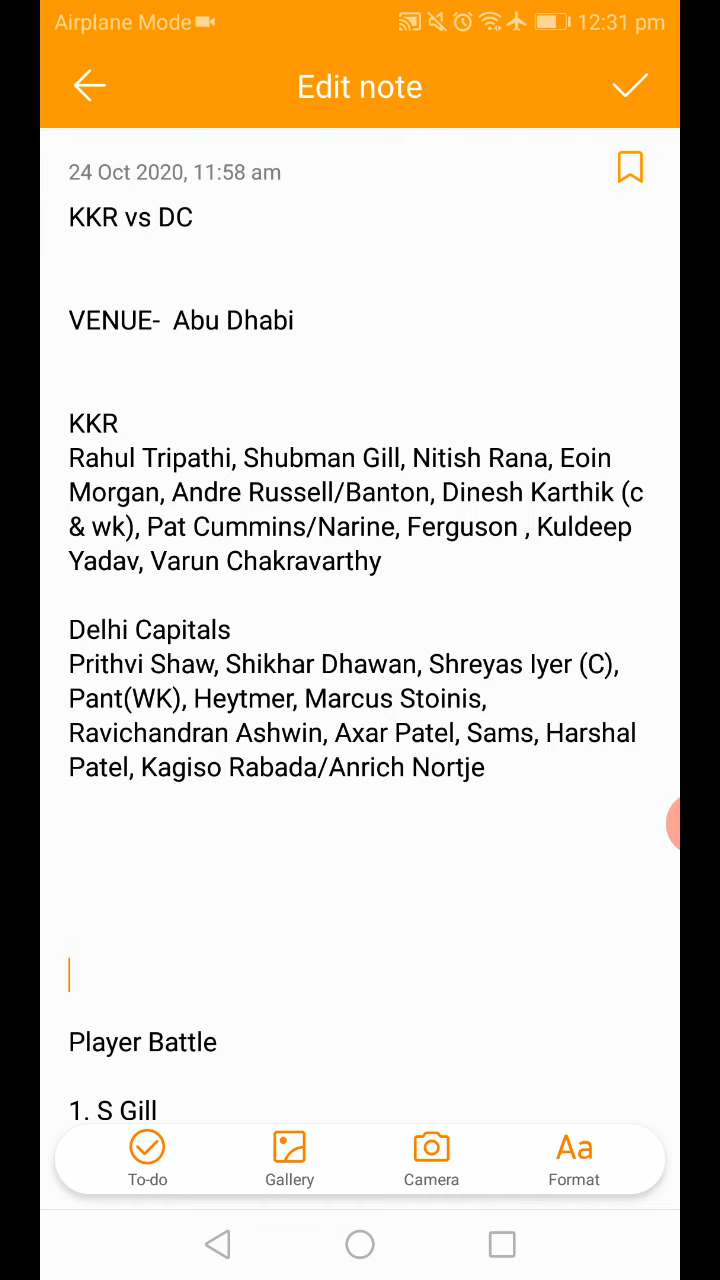 Airplane Mode 12:31 pm
Edit note
24 Oct 2020, 11:58 am
KKR vs DC
VENUE-  Abu Dhabi
KKR
Rahul Tripathi, Shubman Gill, Nitish Rana, Eoin
Morgan, Andre Russell/Banton, Dinesh Karthik (c
& wk), Pat Cummins/Narine, Ferguson , Kuldeep
Yadav, Varun Chakravarthy
Delhi Capitals
Prithvi Shaw, Shikhar Dhawan, Shreyas Iyer (C),
Pant(WK), Heytmer, Marcus Stoinis,
Ravichandran Ashwin, Axar Patel, Sams, Harshal
Patel, Kagiso Rabada/Anrich Nortje
Player Battle
1. S Gill
Aa
To-do Gallery Camera Format